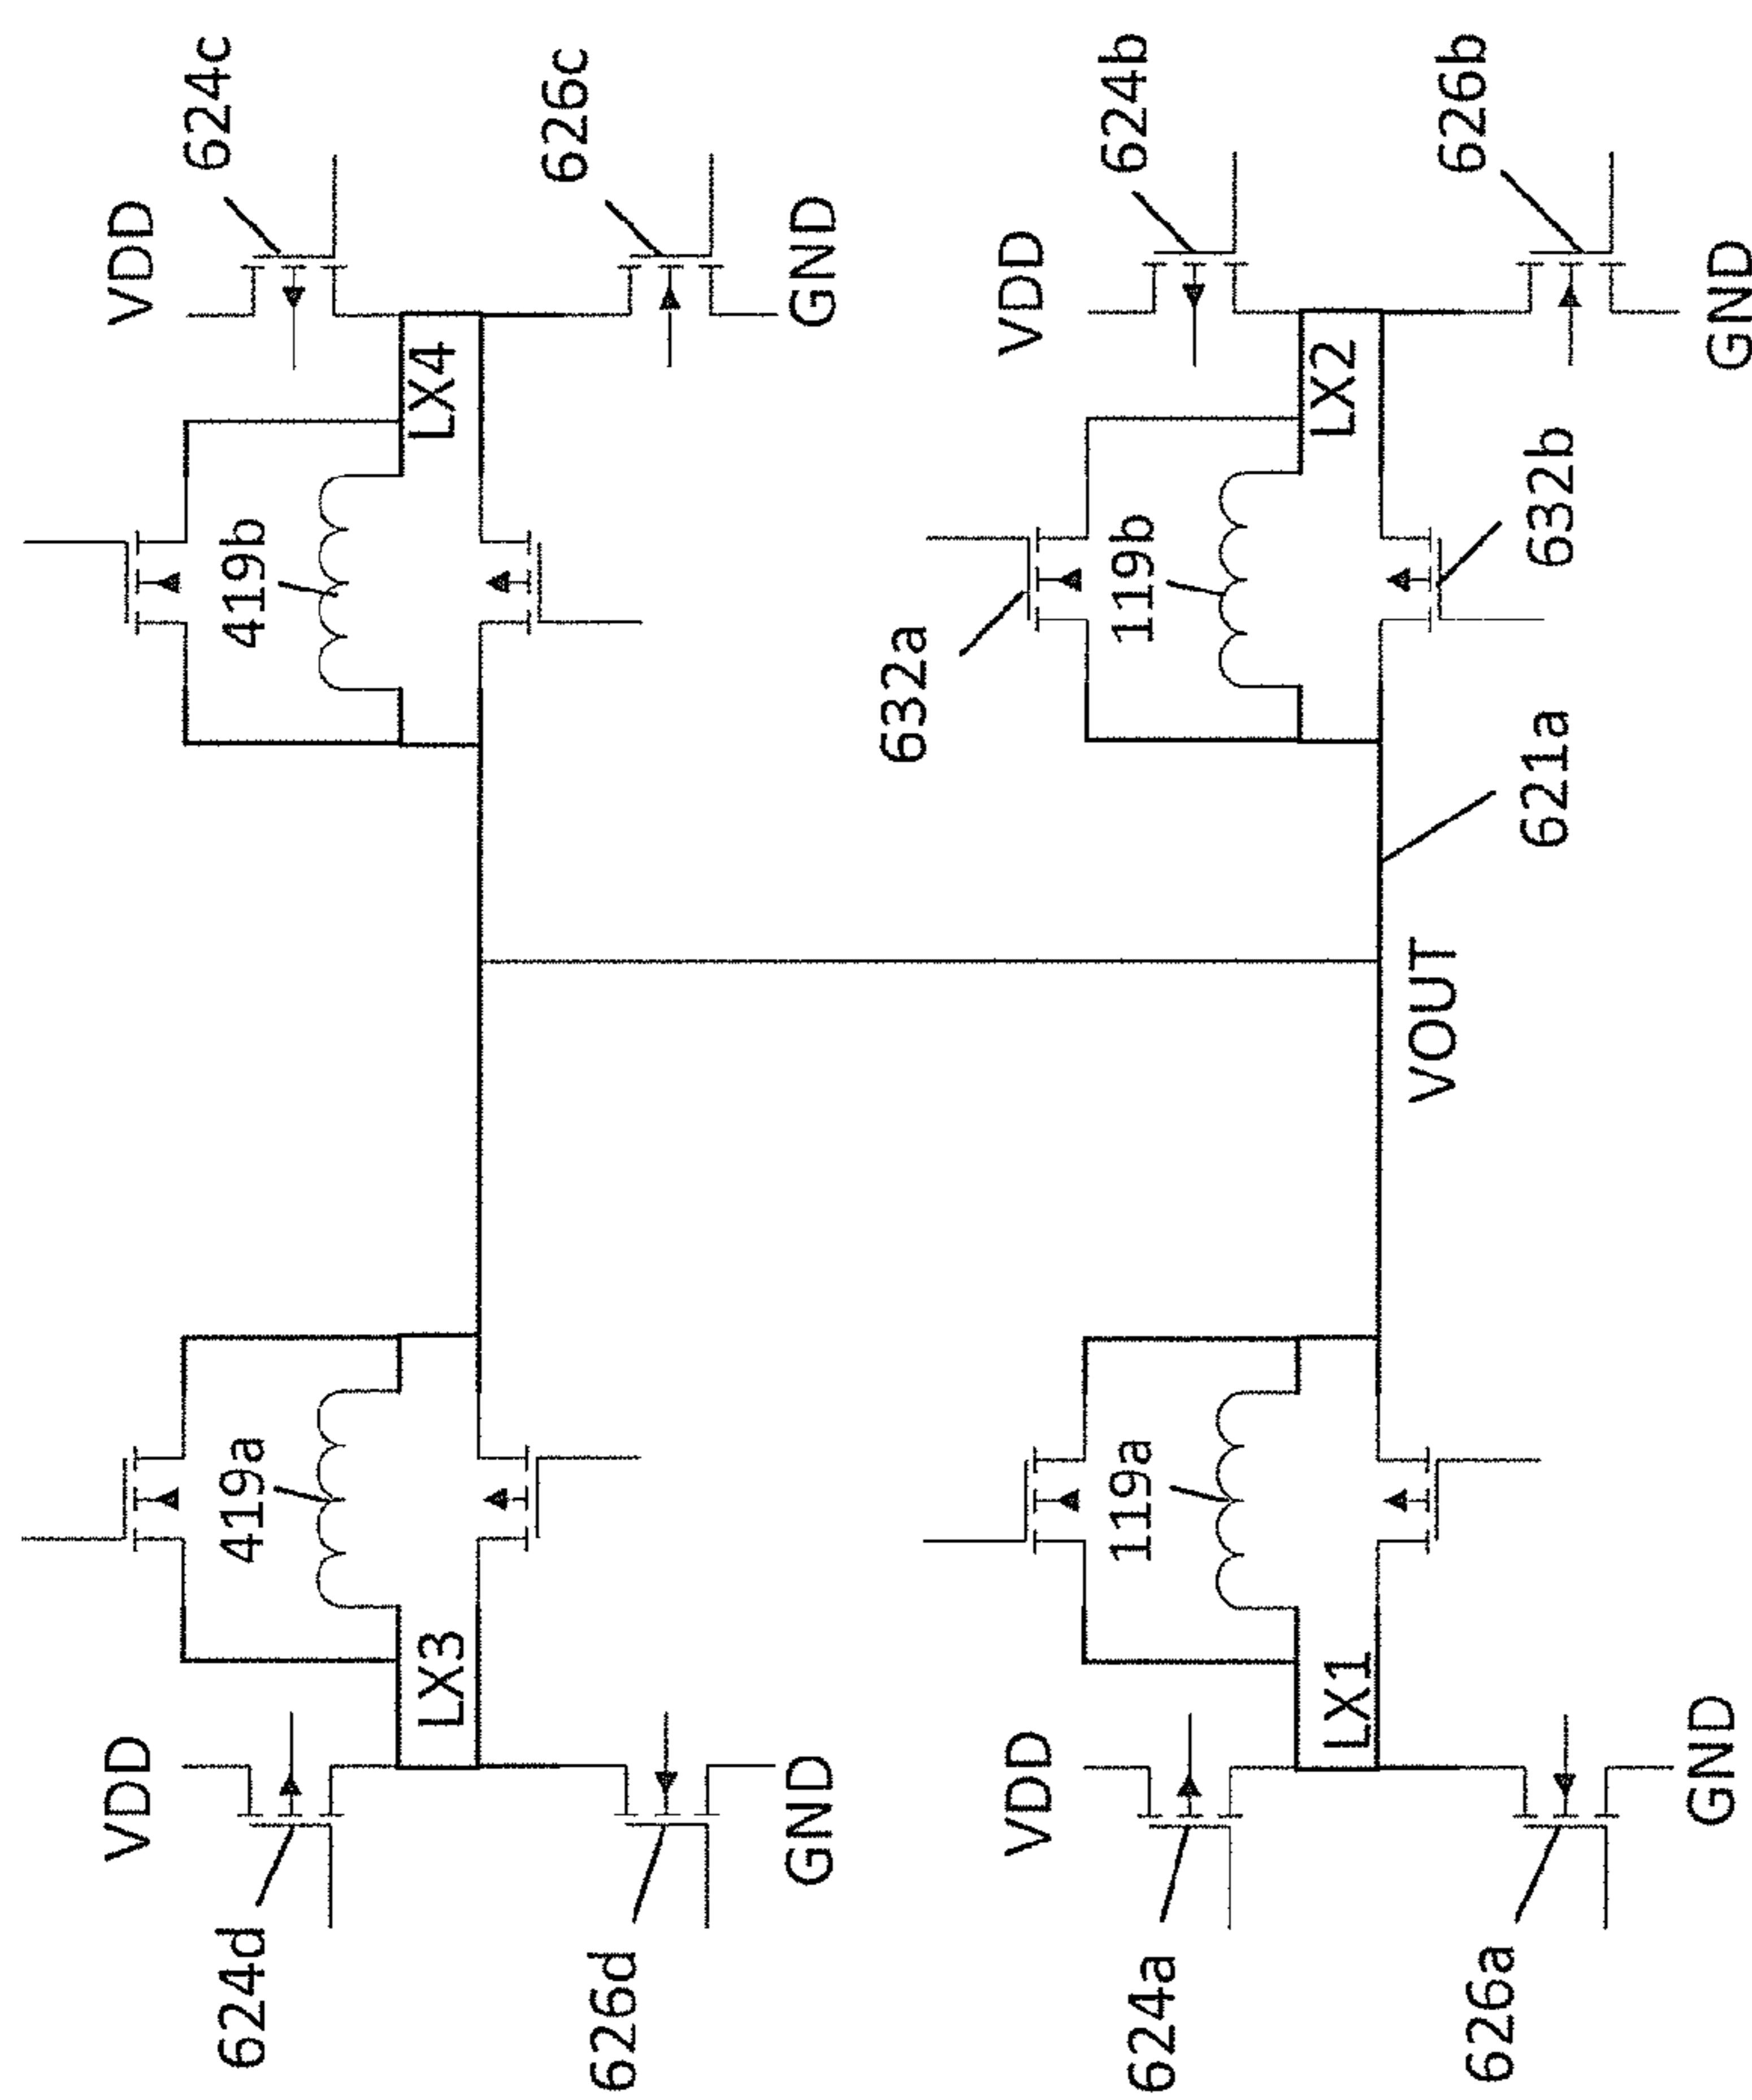 624c
VDD
626c
GND
LX4
419b
624b
VDD
626b
GND
LX2
119b
632a
632b
621a
VOUT
419a
LX3
VDD
GND
624d
626d
119a
LX1
VDD
GND
624a
626a